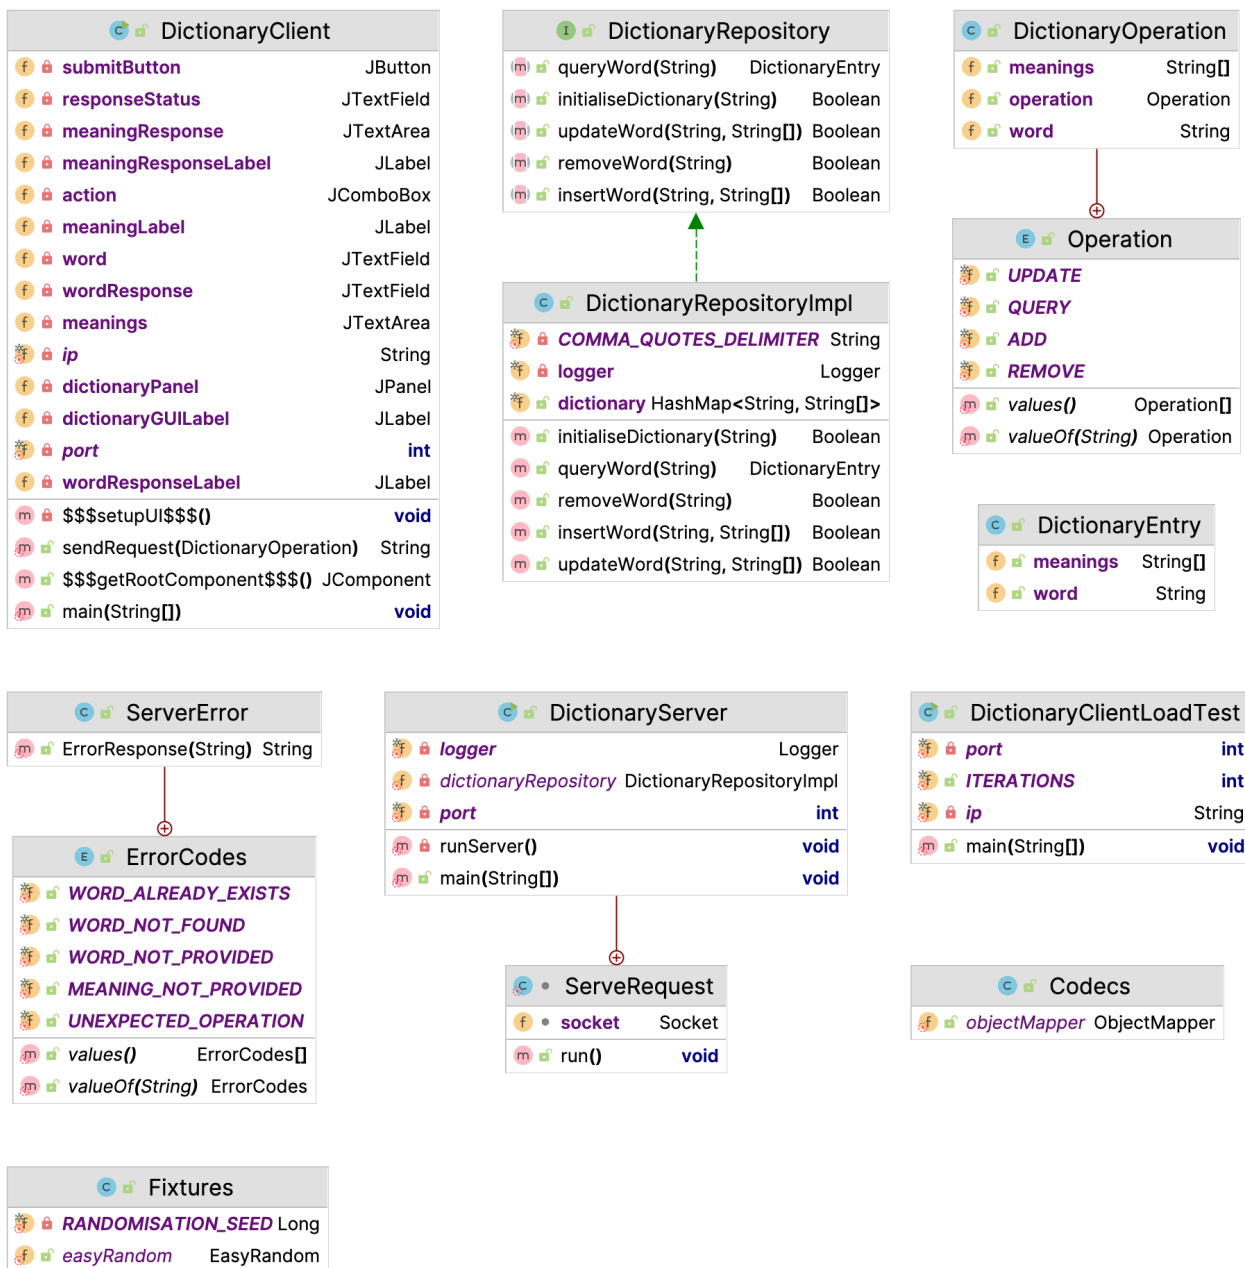 DictionaryClient
submitButton JButton
responseStatus JTextField
meaningResponse JTextArea
meaningResponseLabel JLabel
action JComboBox
meaningLabel JLabel
word JTextField
wordResponse JTextField
meanings JTextArea
ip String
dictionaryPanel JPanel
dictionaryGUILabel JLabel
port int
wordResponseLabel JLabel
$$$setupUI$$$() void
sendRequest(DictionaryOperation) String
$$$getRootComponent$$$() JComponent
main(String[]) void
DictionaryRepository
queryWord(String) DictionaryEntry
initialiseDictionary(String) Boolean
updateWord(String, String[]) Boolean
removeWord(String) Boolean
insertWord(String, String[]) Boolean
DictionaryRepositoryImpl
COMMA_QUOTES_DELIMITER String
logger Logger
dictionary HashMap<String, String[]>
initialiseDictionary(String) Boolean
queryWord(String) DictionaryEntry
removeWord(String) Boolean
insertWord(String, String[]) Boolean
updateWord(String, String[]) Boolean
DictionaryOperation
meanings String[]
operation Operation
word String
Operation
UPDATE
QUERY
ADD
REMOVE
values() Operation[]
valueOf(String) Operation
DictionaryEntry
meanings String[]
word String
ServerError
ErrorResponse(String) String
ErrorCodes
WORD_ALREADY_EXISTS
WORD_NOT_FOUND
WORD_NOT_PROVIDED
MEANING_NOT_PROVIDED
UNEXPECTED_OPERATION
values() ErrorCodes[]
valueOf(String) ErrorCodes
DictionaryServer
logger Logger
dictionaryRepository DictionaryRepositoryImpl
port int
runServer() void
main(String[]) void
ServeRequest
socket Socket
run() void
DictionaryClientLoadTest
port int
ITERATIONS int
ip String
main(String[]) void
Codecs
objectMapper ObjectMapper
Fixtures
RANDOMISATION_SEED Long
easyRandom EasyRandom